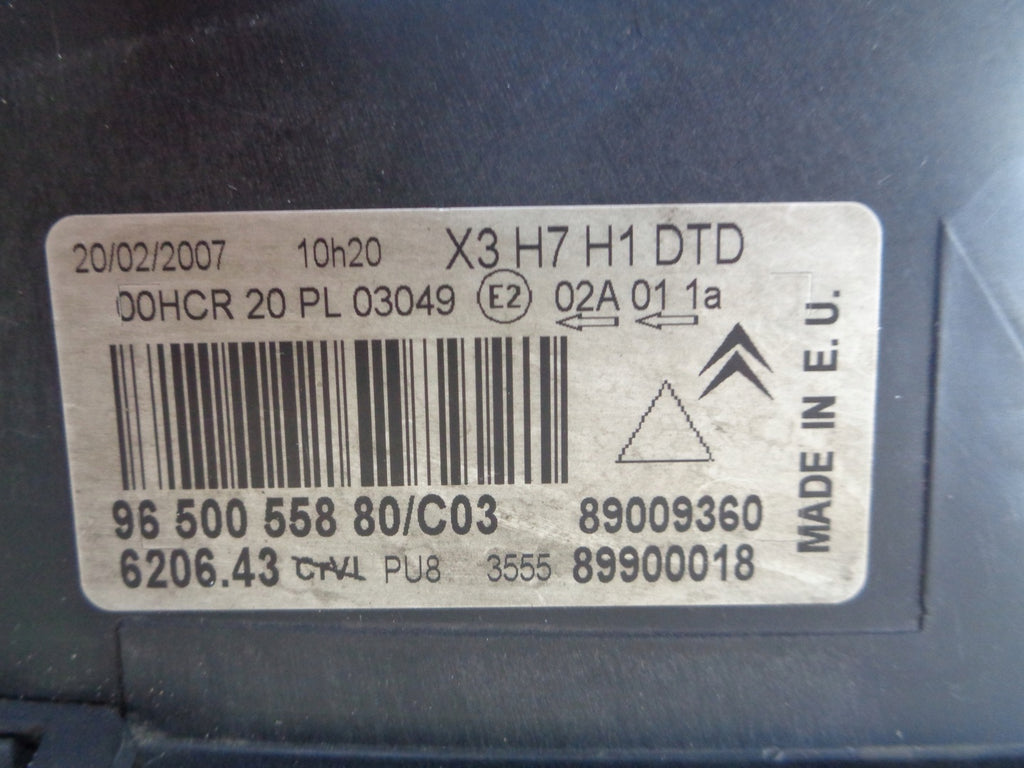 20/02/2007 10h20 X3 H7 H1 DTD
00HCR 20 PL 03049 E2 02A 01 1a
96 500 558 80/C03 89009360
6206.43 PU8 3555 89900018
MADE IN E.U.